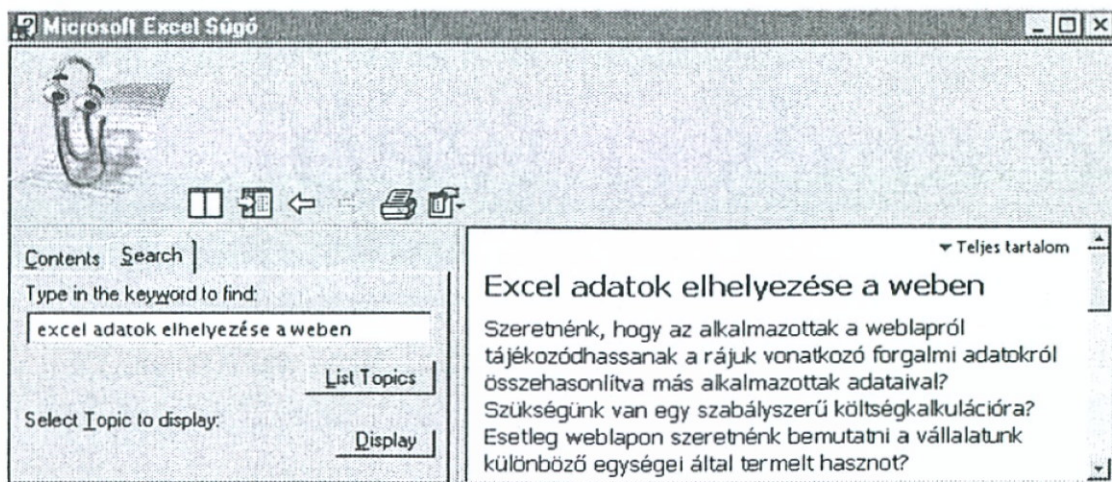 Microsoft Excel Súgó
Contents Search
Type in the keyword to find:
excel adatok elhelyezése a weben
List Topics
Select Topic to display:
Display
Teljes tartalom
Excel adatok elhelyezése a weben
Szeretnénk, hogy az alkalmazottak a weblapról
tájékozódhassanak a rájuk vonatkozó forgalmi adatokról
összehasonlítva más alkalmazottak adataival?
Szükségünk van egy szabályszerű költségkalkulációra?
Esetleg weblapon szeretnénk bemutatni a vállalatunk
különböző egységei által termelt hasznot?